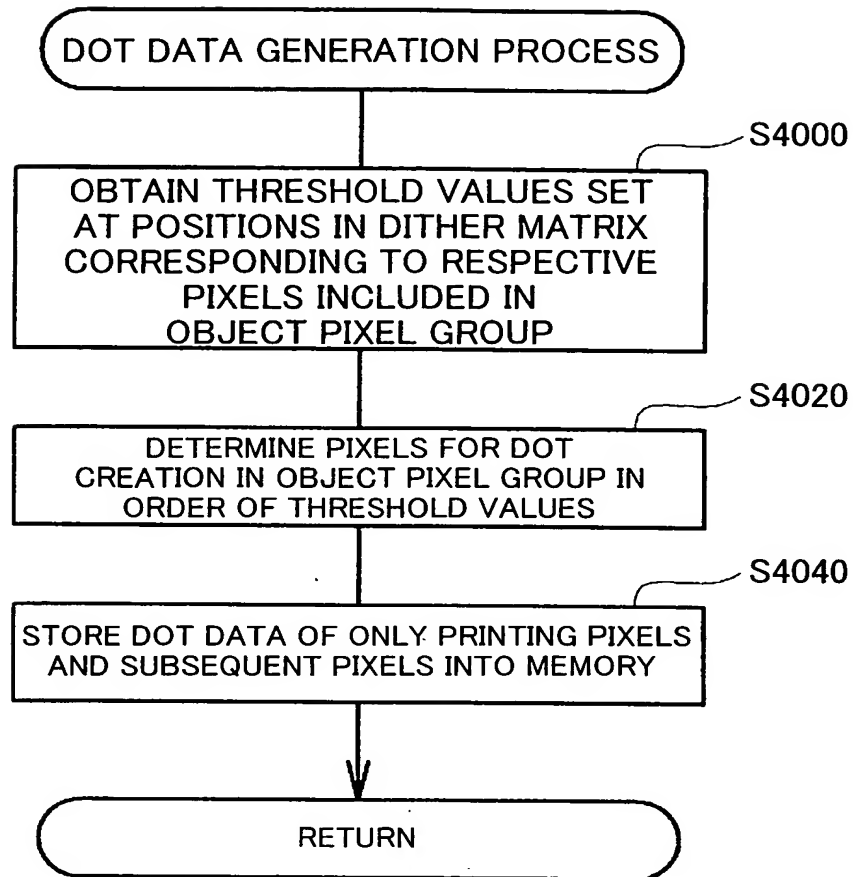 DOT DATA GENERATION PROCESS
S4000
OBTAIN THRESHOLD VALUES SET
AT POSITIONS IN DITHER MATRIX
CORRESPONDING TO RESPECTIVE
PIXELS INCLUDED IN
OBJECT PIXEL GROUP
S4020
DETERMINE PIXELS FOR DOT
CREATION IN OBJECT PIXEL GROUP IN
ORDER OF THRESHOLD VALUES
S4040
STORE DOT DATA OF ONLY PRINTING PIXELS
AND SUBSEQUENT PIXELS INTO MEMORY
RETURN